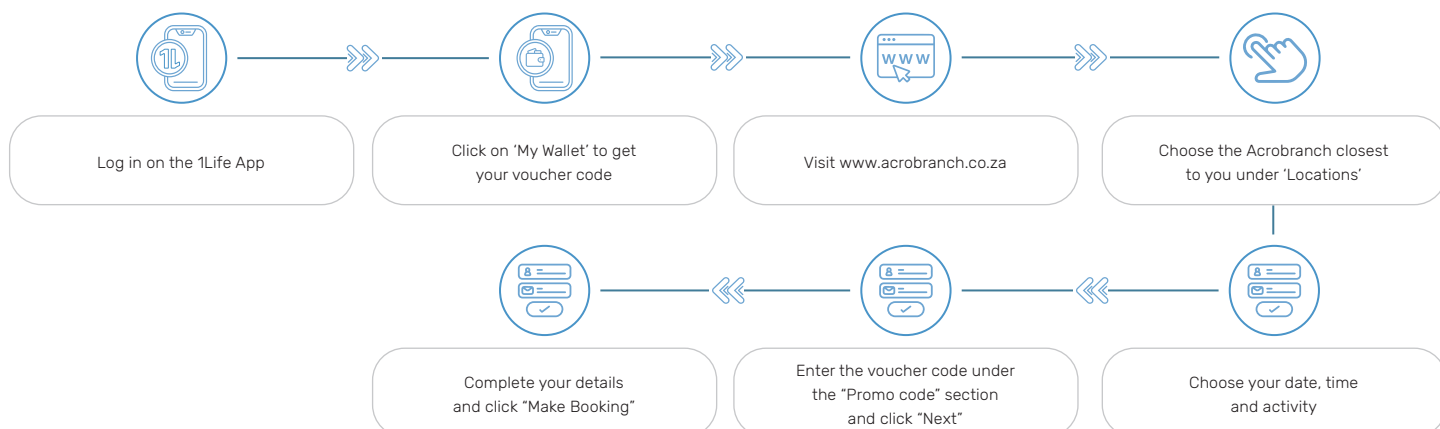 1L
WWW
Log in on the 1Life App
Click on ‘My Wallet’ to get
your voucher code
Visit www.acrobranch.co.za
Choose the Acrobranch closest
to you under ‘Locations’
Choose your date, time
and activity
Enter the voucher code under
the “Promo code” section
and click “Next”
Complete your details
and click “Make Booking”